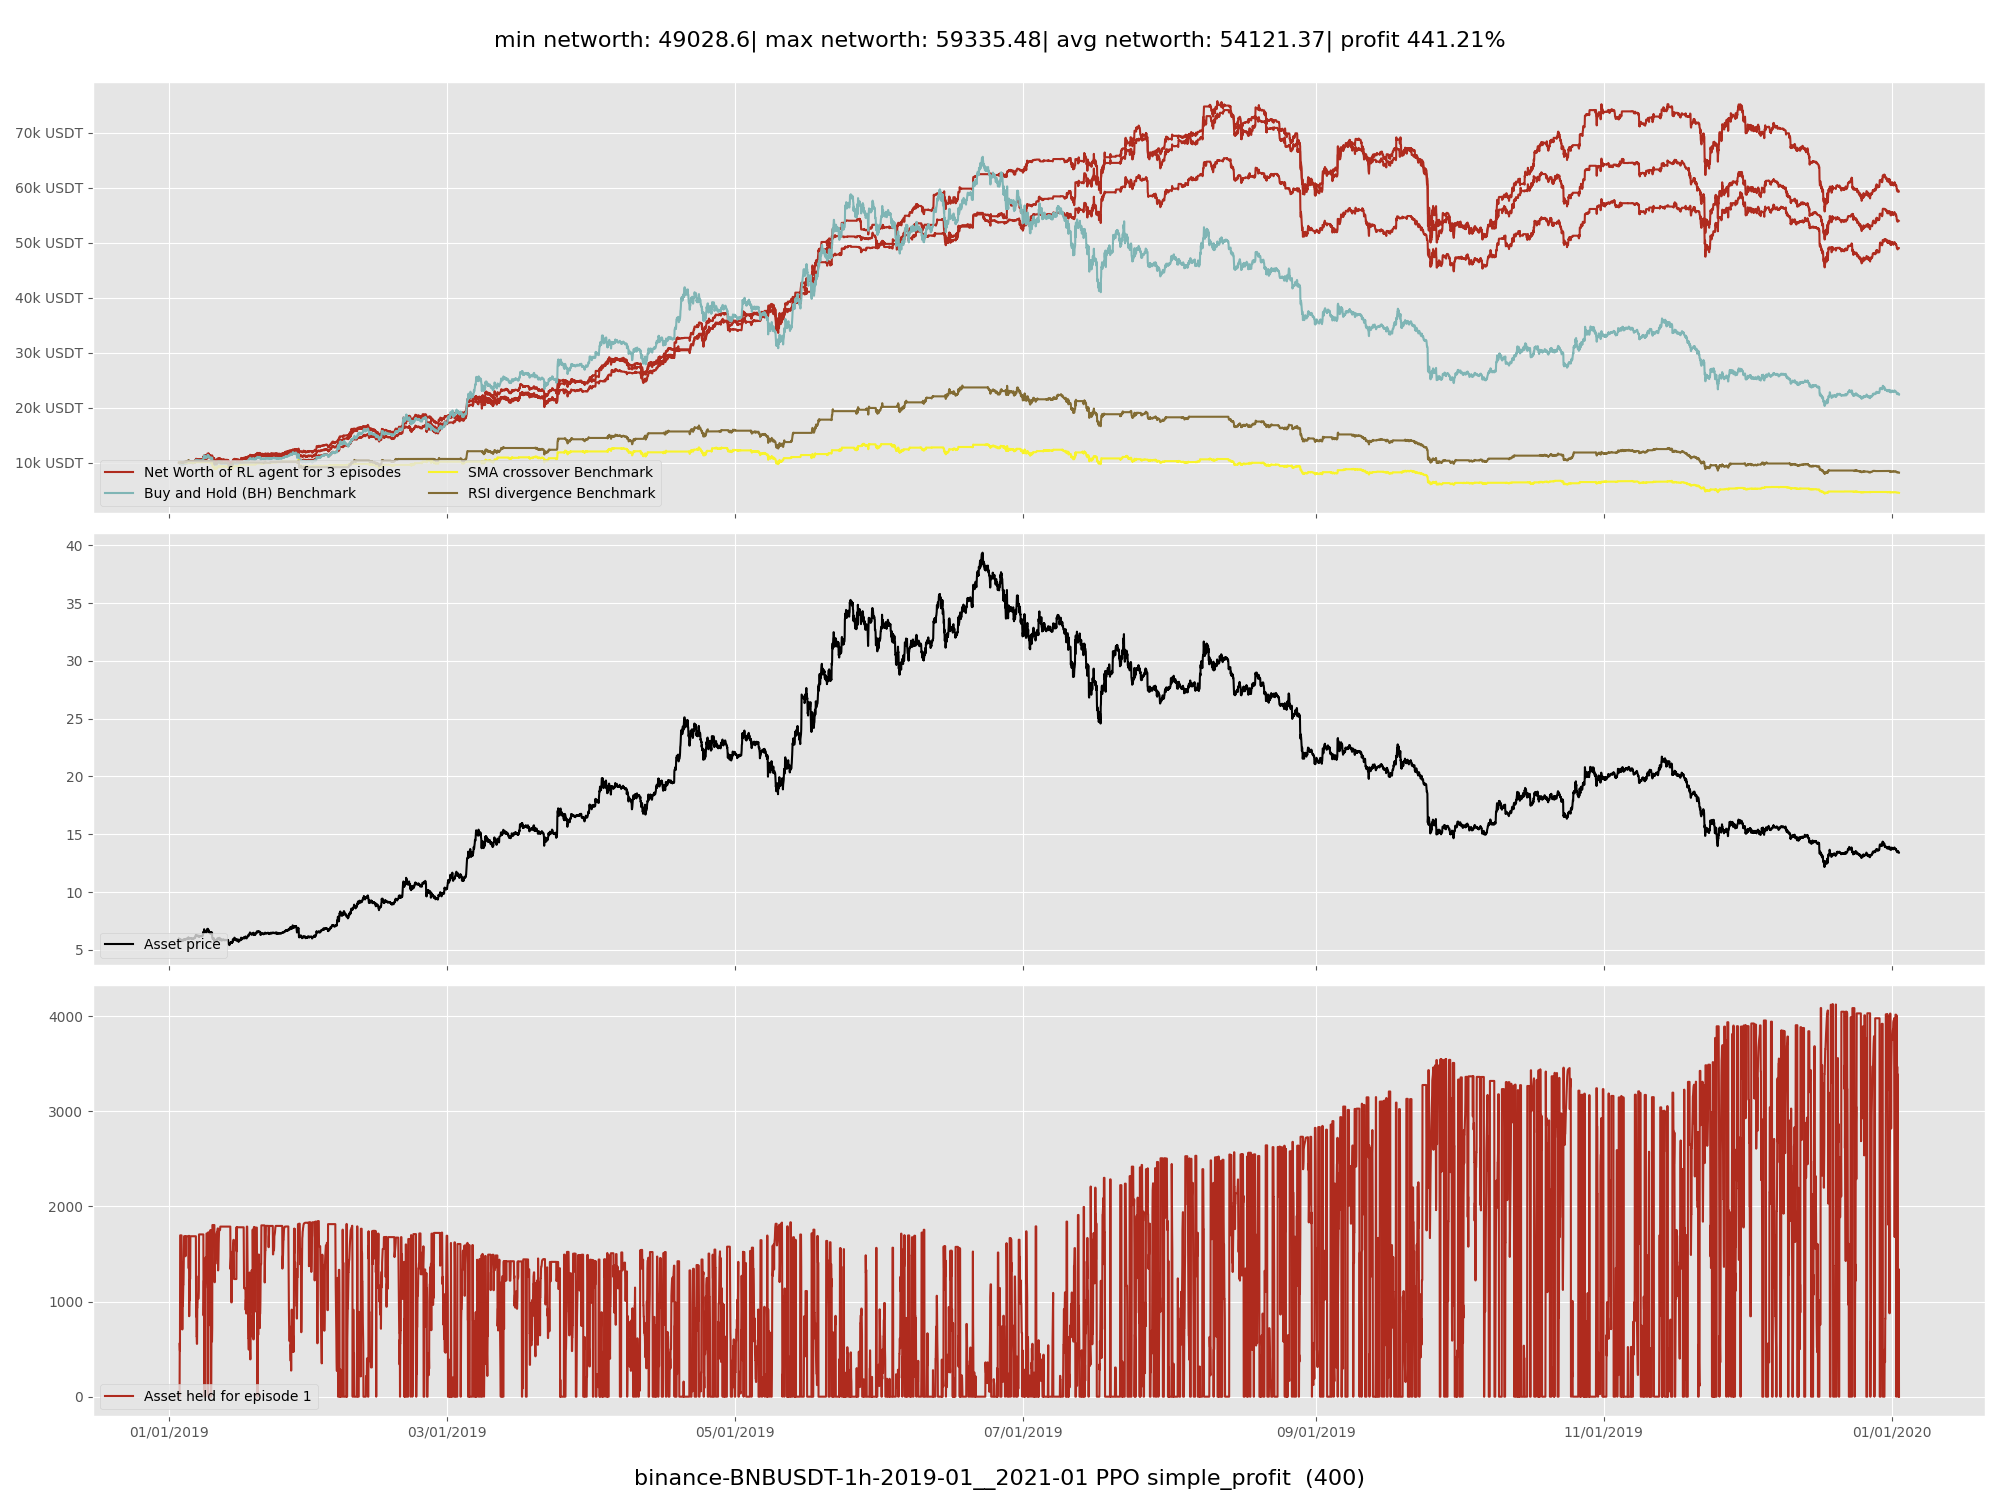 min networth: 49028.6| max networth: 59335.48| avg networth: 54121.37| profit 441.21%
70k USDT
60k USDT
50k USDT
40k USDT
30k USDT
20k USDT
10k USDT
Net Worth of RL agent for 3 episodes
Buy and Hold (BH) Benchmark
SMA crossover Benchmark
RSI divergence Benchmark
40
35
30
25
20
15
10
5
Asset price
4000
3000
2000
1000
0
Asset held for episode 1
01/01/2019 03/01/2019 05/01/2019 07/01/2019 09/01/2019 11/01/2019 01/01/2020
binance-BNBUSDT-1h-2019-01__2021-01 PPO simple_profit (400)